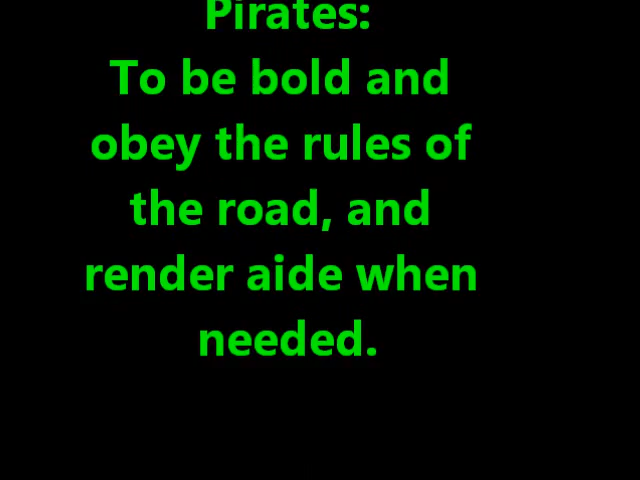 Pirates:
To be bold and
obey the rules of
the road, and
render aide when
needed.